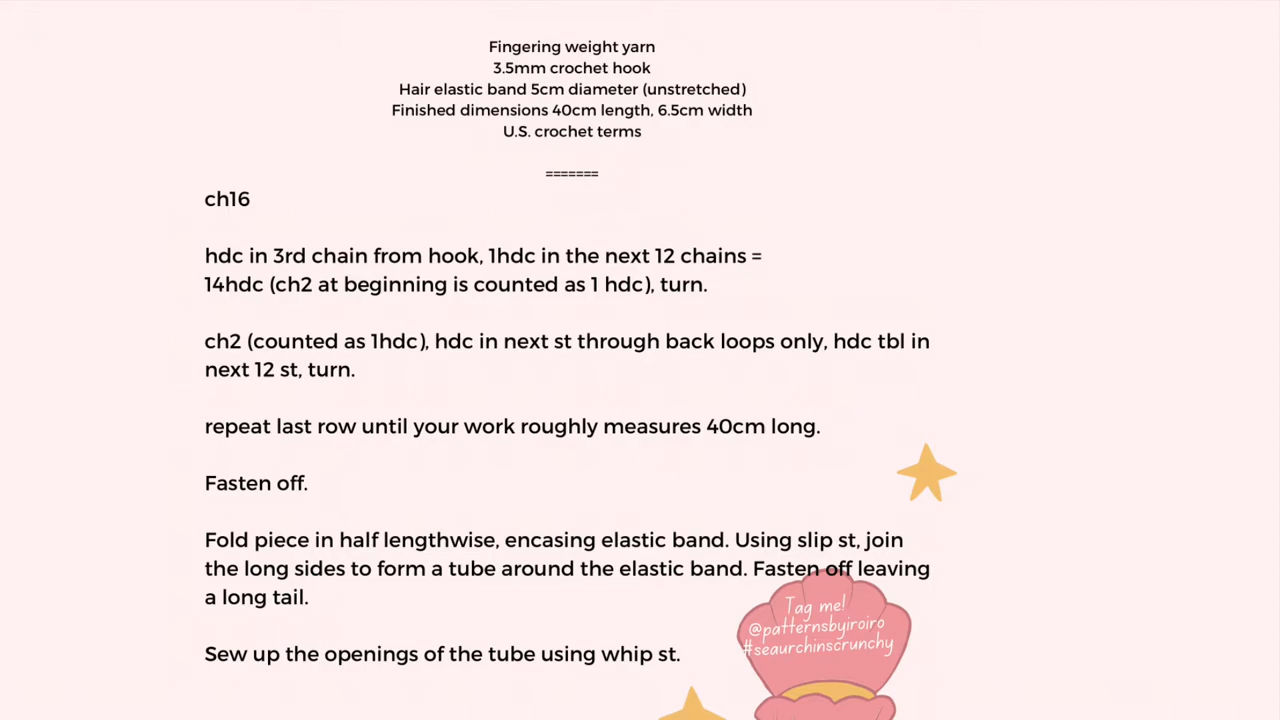 Fingering weight yarn
3.5mm crochet hook
Hair elastic band 5cm diameter (unstretched)
Finished dimensions 40cm length, 6.5cm width
U.S. crochet terms
=======
ch16
hdc in 3rd chain from hook, 1hdc in the next 12 chains =
14hdc (ch2 at beginning is counted as 1 hdc), turn.
ch2 (counted as 1hdc), hdc in next st through back loops only, hdc tbl in
next 12 st, turn.
repeat last row until your work roughly measures 40cm long.
Fasten off.
Fold piece in half lengthwise, encasing elastic band. Using slip st, join
the long sides to form a tube around the elastic band. Fasten off leaving
a long tail.
Tag me!
@patternsbyiroiro
#seaurchinscrunchy
Sew up the openings of the tube using whip st.